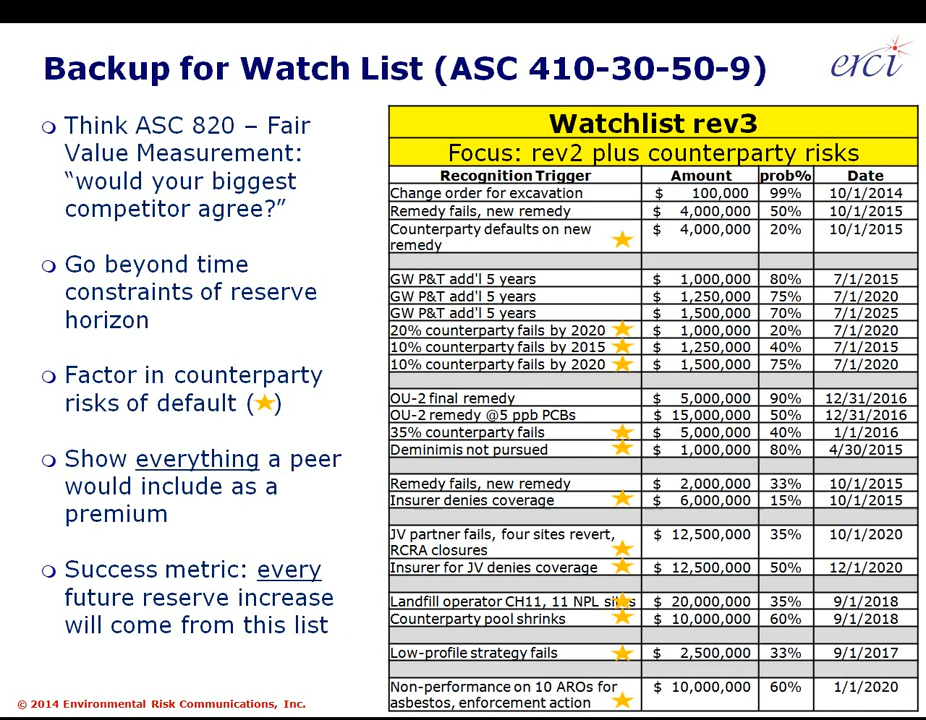 Backup for Watch List (ASC 410-30-50-9)
erci
Think ASC 820 – Fair
Value Measurement:
“would your biggest
competitor agree?”
Go beyond time
constraints of reserve
horizon
Factor in counterparty
risks of default (★)
Show everything a peer
would include as a
premium
Success metric: every
future reserve increase
will come from this list
Watchlist rev3
Focus: rev2 plus counterparty risks
Recognition Trigger Amount prob% Date
Change order for excavation $ 100,000 99% 10/1/2014
Remedy fails, new remedy $ 4,000,000 50% 10/1/2015
Counterparty defaults on new $ 4,000,000 20% 10/1/2015
remedy
GW P&T add'l 5 years $ 1,000,000 80% 7/1/2015
GW P&T add'l 5 years $ 1,250,000 75% 7/1/2020
GW P&T add'l 5 years $ 1,500,000 70% 7/1/2025
20% counterparty fails by 2020 $ 1,000,000 20% 7/1/2020
10% counterparty fails by 2015 $ 1,250,000 40% 7/1/2015
10% counterparty fails by 2020 $ 1,500,000 75% 7/1/2020
OU-2 final remedy $ 5,000,000 90% 12/31/2016
OU-2 remedy @5 ppb PCBs $ 15,000,000 50% 12/31/2016
35% counterparty fails $ 5,000,000 40% 1/1/2016
Deminimis not pursued $ 1,000,000 80% 4/30/2015
Remedy fails, new remedy $ 2,000,000 33% 10/1/2015
Insurer denies coverage $ 6,000,000 15% 10/1/2015
JV partner fails, four sites revert, $ 12,500,000 35% 10/1/2020
RCRA closures
Insurer for JV denies coverage $ 12,500,000 50% 12/1/2020
Landfill operator CH11, 11 NPL sites $ 20,000,000 35% 9/1/2018
Counterparty pool shrinks $ 10,000,000 60% 9/1/2018
Low-profile strategy fails $ 2,500,000 33% 9/1/2017
Non-performance on 10 AROs for $ 10,000,000 60% 1/1/2020
asbestos, enforcement action
© 2014 Environmental Risk Communications, Inc.